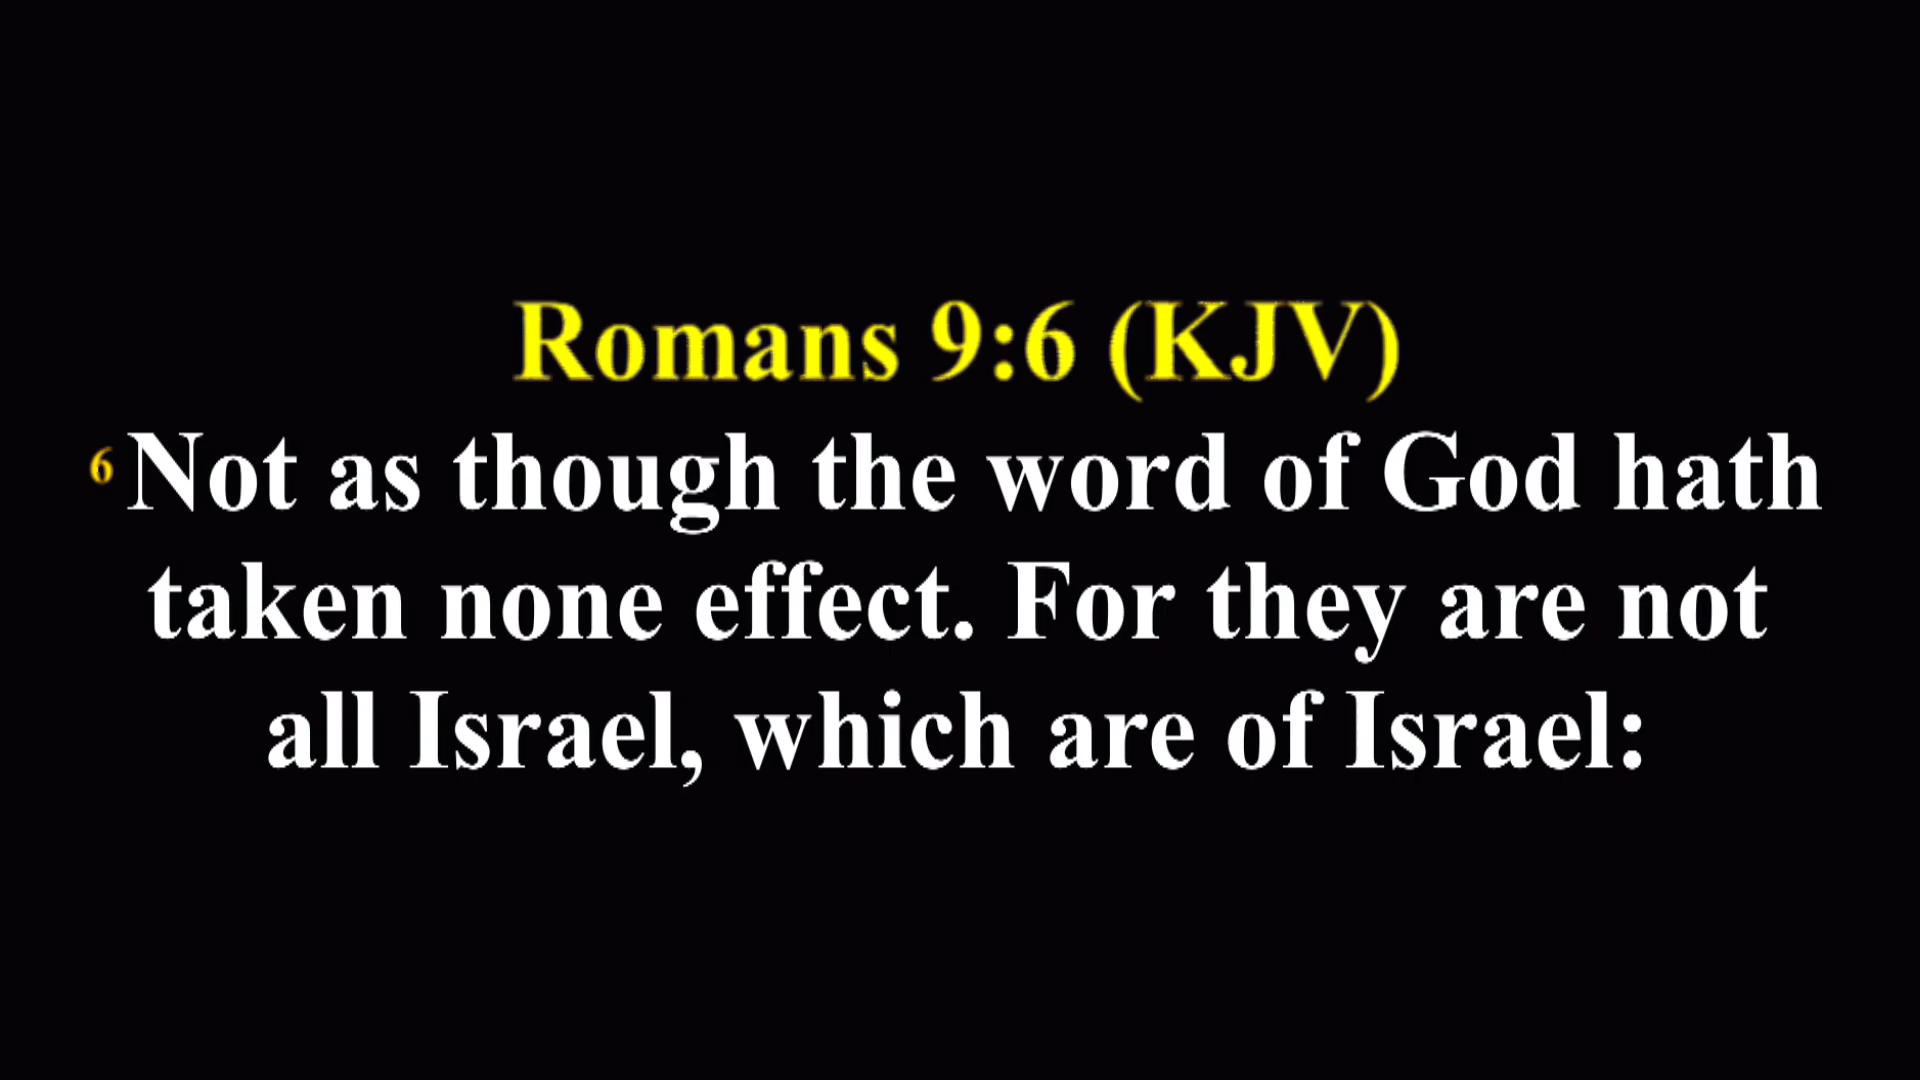 Romans 9:6 (KJV)
6 Not as though the word of God hath
taken none effect. For they are not
all Israel, which are of Israel: